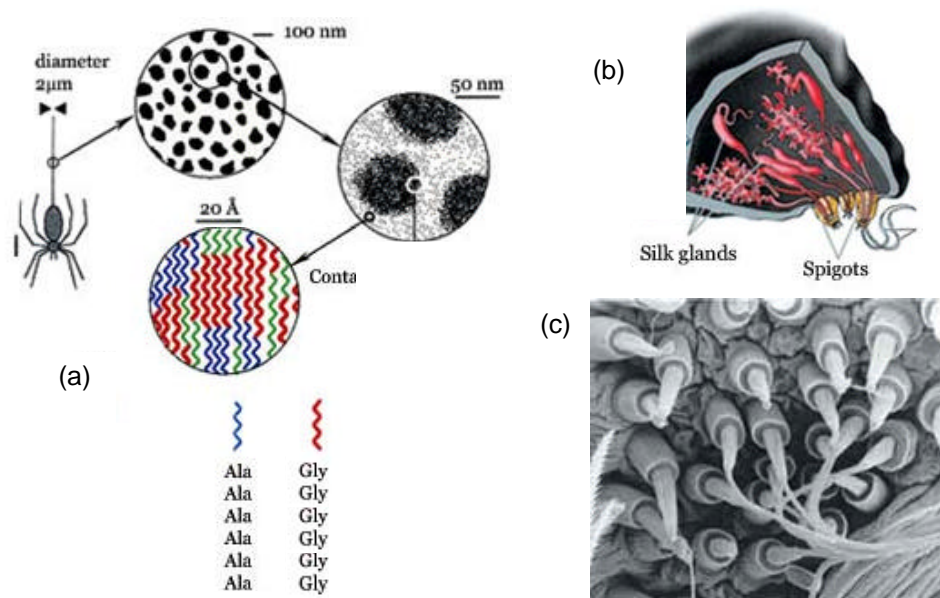 diameter
2μm
100 nm
50 nm
20 Å
Conta
(a)
Ala Gly
Ala Gly
Ala Gly
Ala Gly
Ala Gly
Ala Gly
(b)
Silk glands
Spigots
(c)